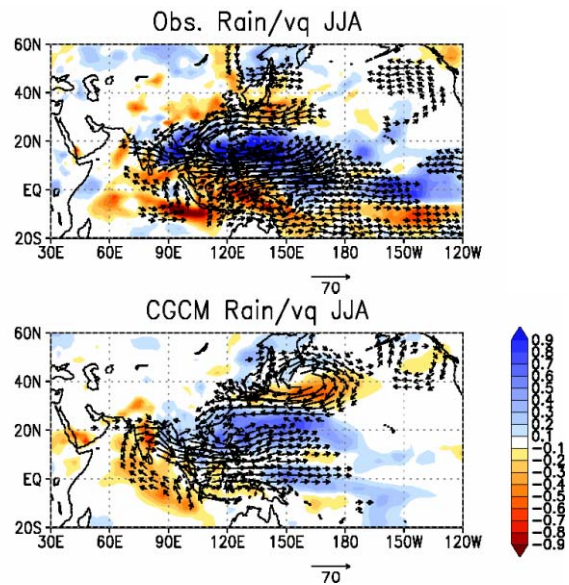 Obs. Rain/vq JJA
60N
40N
20N
EQ
20S
30E 60E 90E 120E 150E 180 150W 120W
70
CGCM Rain/vq JJA
60N
40N
20N
EQ
20S
30E 60E 90E 120E 150E 180 150W 120W
70
0.9
0.8
0.7
0.6
0.5
0.4
0.3
0.2
0.1
-0.1
-0.2
-0.3
-0.4
-0.5
-0.6
-0.7
-0.8
-0.9